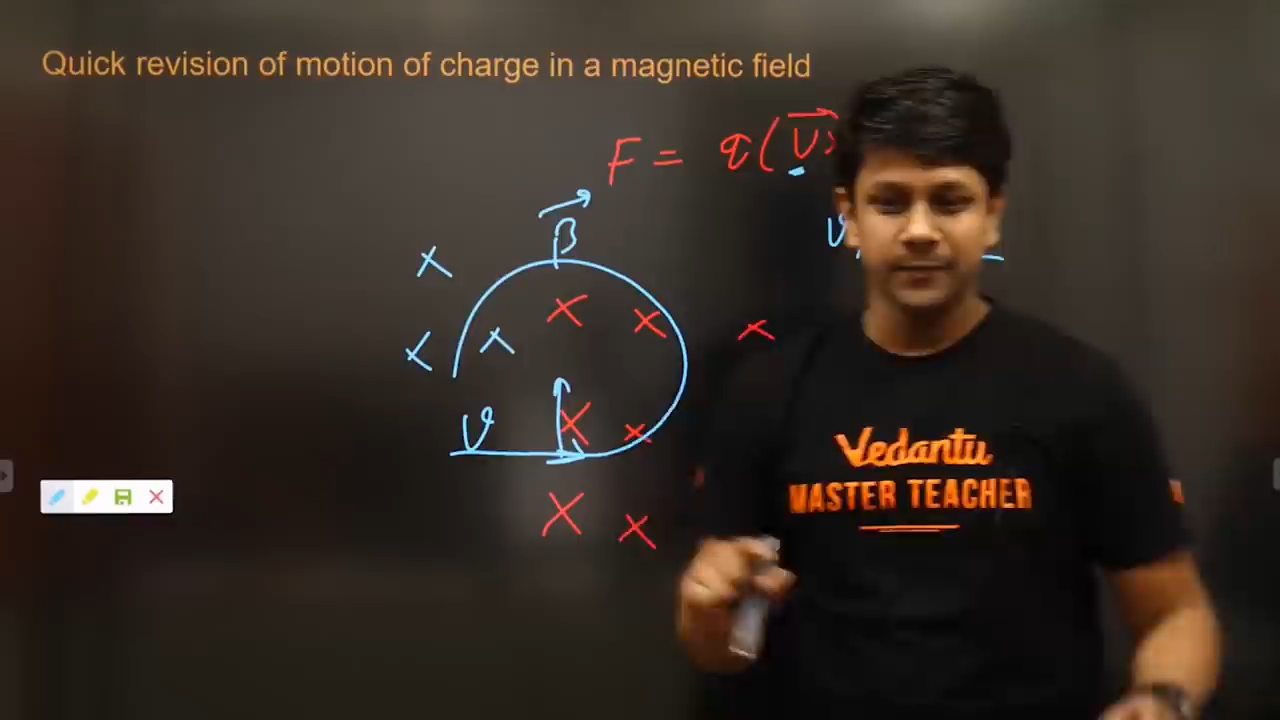 Quick revision of motion of charge in a magnetic field
F = q(V
B
V
Vedantu
MASTER TEACHER